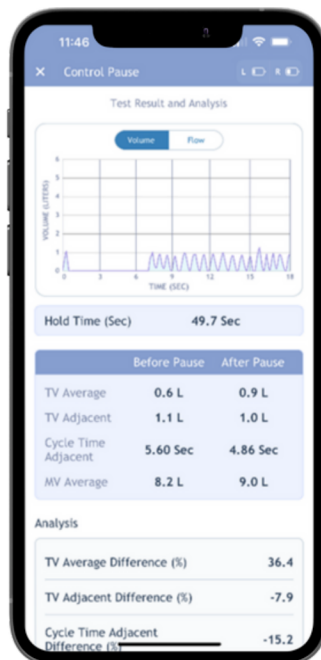 11:46
× Control Pause L R
Test Result and Analysis
Volume Flow
VOLUME (LITERS)
6
5
4
3
2
1
0
0 3 6 9 12 15 18
TIME (SEC)
Hold Time (Sec) 49.7 Sec
Before Pause After Pause
TV Average 0.6 L 0.9 L
TV Adjacent 1.1 L 1.0 L
Cycle Time
Adjacent 5.60 Sec 4.86 Sec
MV Average 8.2 L 9.0 L
Analysis
TV Average Difference (%) 36.4
TV Adjacent Difference (%) -7.9
Cycle Time Adjacent
Difference (%) -15.2